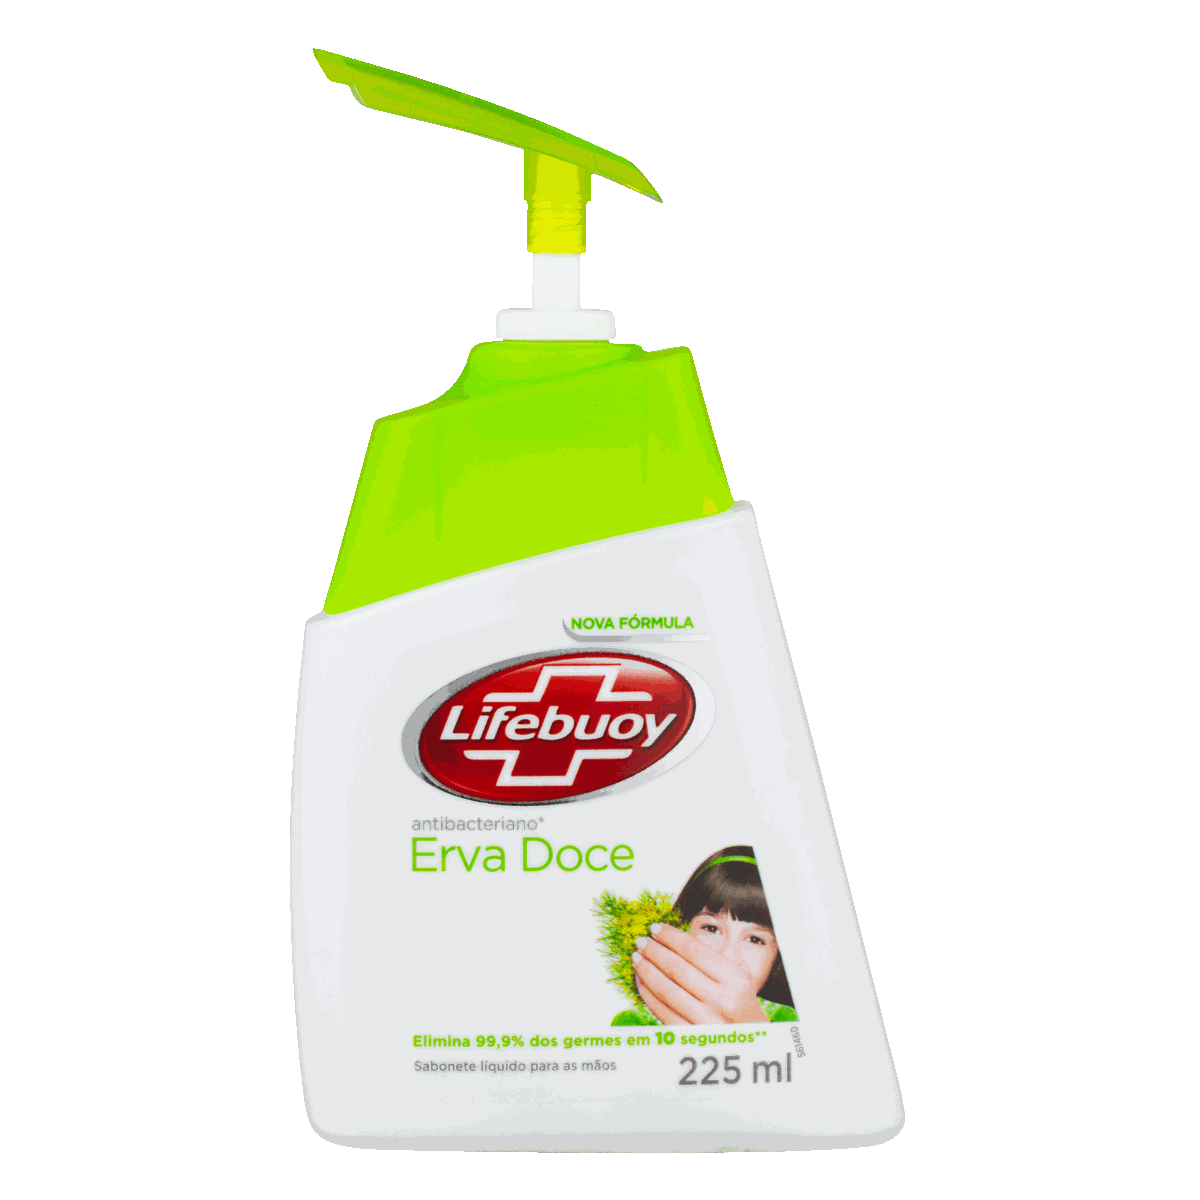 NOVA FÓRMULA
Lifebuoy
antibacteriano*
Erva Doce
Elimina 99,9% dos germes em 10 segundos**
Sabonete líquido para as mãos
225 ml
561460